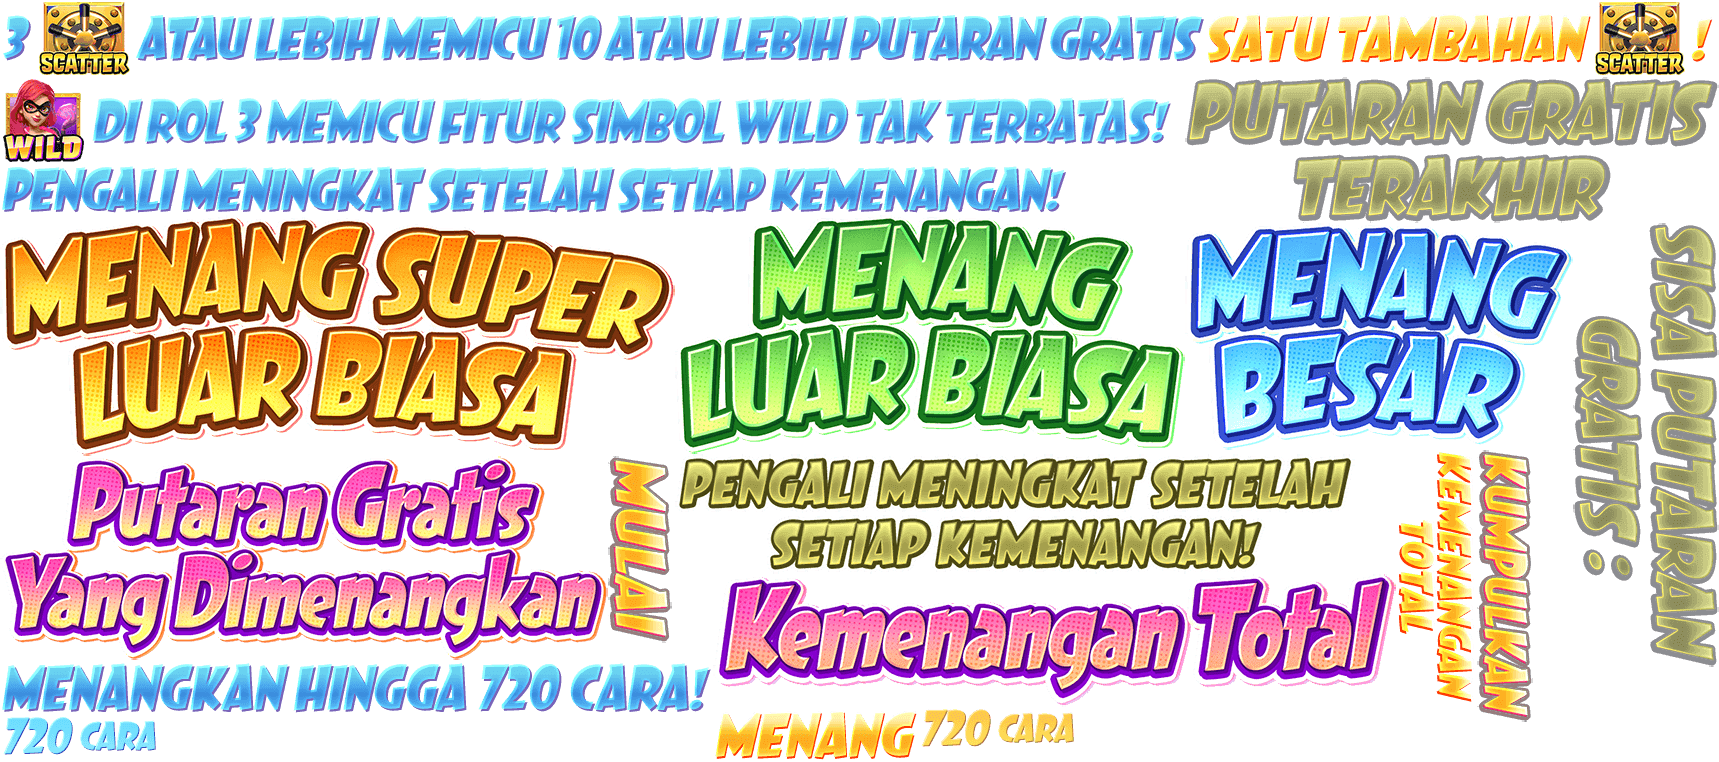 3 SCATTER ATAU LEBIH MEMICU 10 ATAU LEBIH PUTARAN GRATIS SATU TAMBAHAN SCATTER !
WILD DI ROL 3 MEMICU FITUR SIMBOL WILD TAK TERBATAS!
PUTARAN GRATIS
TERAKHIR
PENGALI MENINGKAT SETELAH SETIAP KEMENANGAN!
MENANG SUPER
LUAR BIASA
MENANG
LUAR BIASA
MENANG
BESAR
SISA PUTARAN
GRATIS :
Putaran Gratis
Yang Dimenangkan
MULAI
PENGALI MENINGKAT SETELAH
SETIAP KEMENANGAN!
Kemenangan Total
KUMPULKAN
KEMENANGAN
TOTAL
MENANGKAN HINGGA 720 CARA!
720 CARA
MENANG
720 CARA